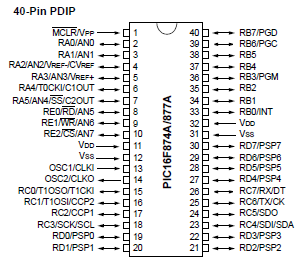 40-Pin PDIP
MCLR/VPP 1 40 RB7/PGD
RA0/AN0 2 39 RB6/PGC
RA1/AN1 3 38 RB5
RA2/AN2/VREF-/CVREF 4 37 RB4
RA3/AN3/VREF+ 5 36 RB3/PGM
RA4/T0CKI/C1OUT 6 35 RB2
RA5/AN4/SS/C2OUT 7 34 RB1
RE0/RD/AN5 8 33 RB0/INT
RE1/WR/AN6 9 32 VDD
RE2/CS/AN7 10 31 VSS
VDD 11 30 RD7/PSP7
VSS 12 29 RD6/PSP6
OSC1/CLKI 13 28 RD5/PSP5
OSC2/CLKO 14 27 RD4/PSP4
RC0/T1OSO/T1CKI 15 26 RC7/RX/DT
RC1/T1OSI/CCP2 16 25 RC6/TX/CK
RC2/CCP1 17 24 RC5/SDO
RC3/SCK/SCL 18 23 RC4/SDI/SDA
RD0/PSP0 19 22 RD3/PSP3
RD1/PSP1 20 21 RD2/PSP2
PIC16F874A/877A